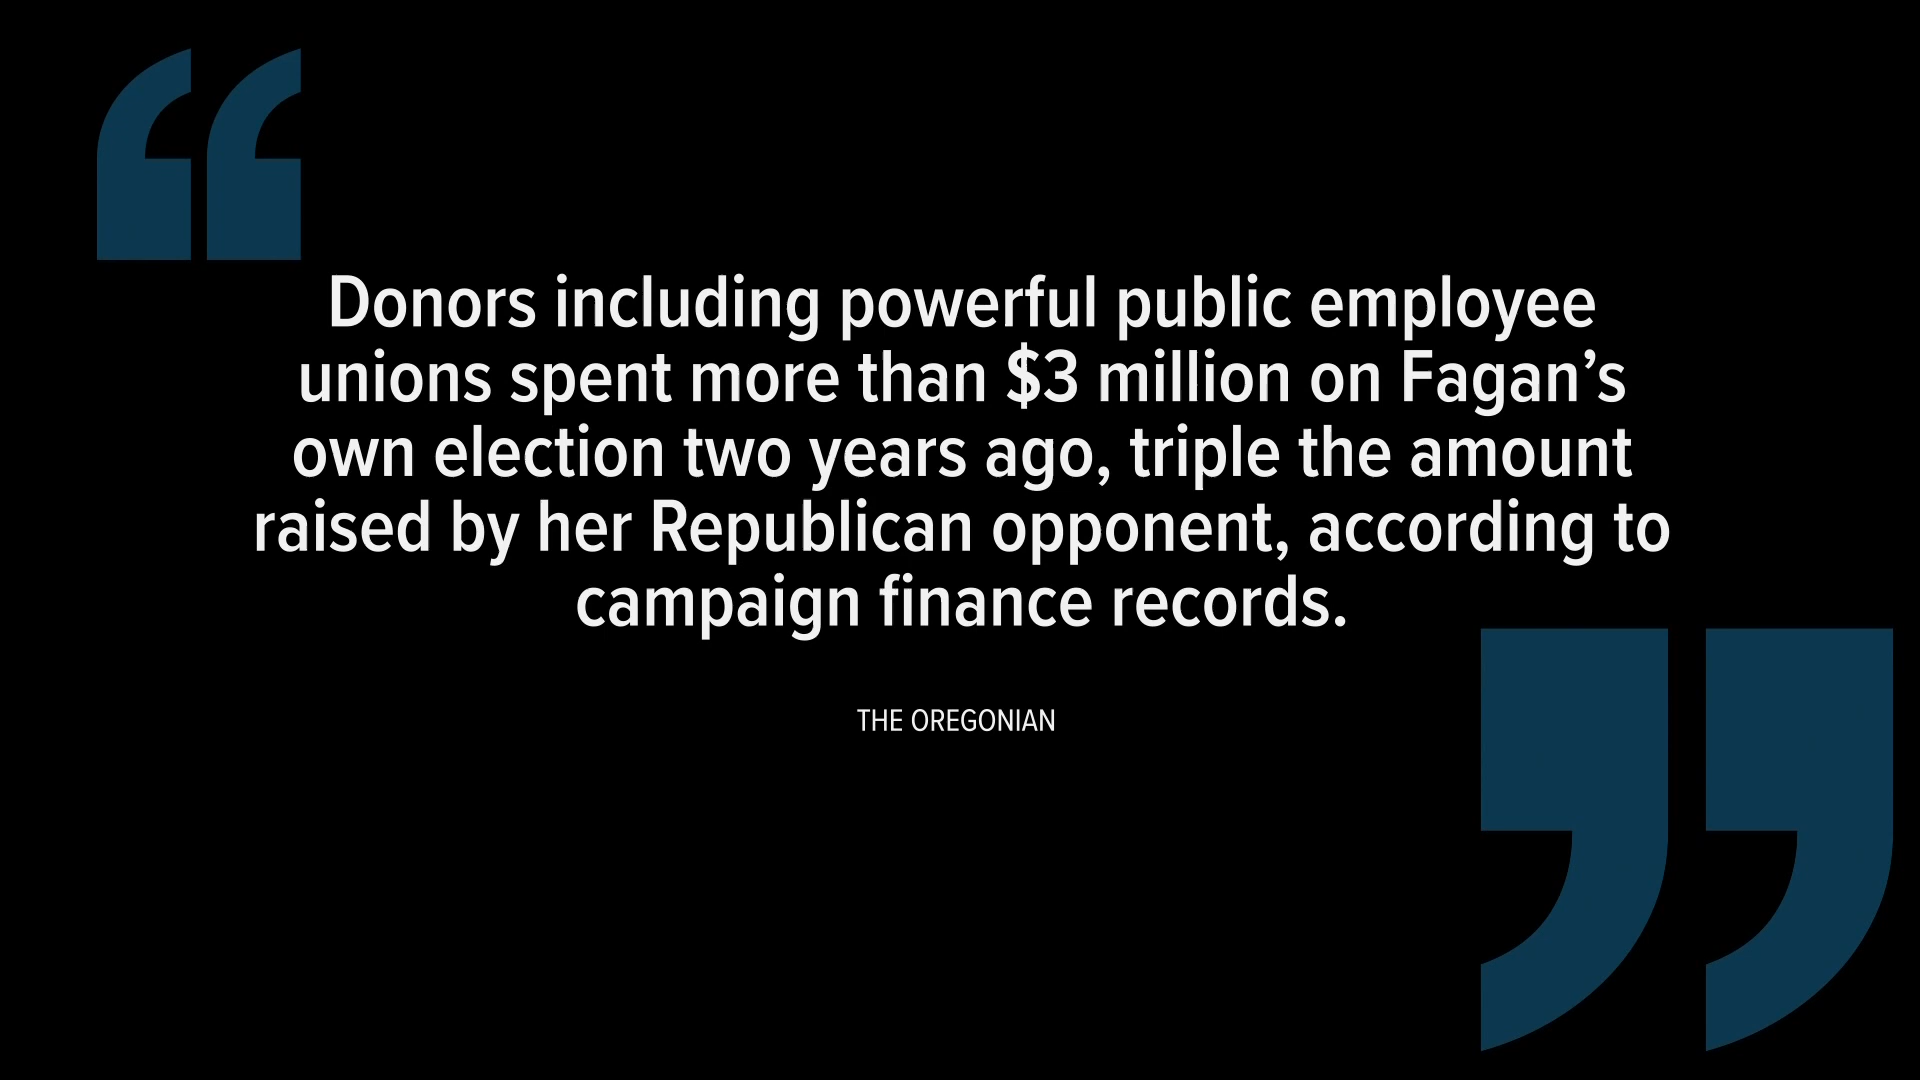 Donors including powerful public employee
unions spent more than $3 million on Fagan’s
own election two years ago, triple the amount
raised by her Republican opponent, according to
campaign finance records.
THE OREGONIAN